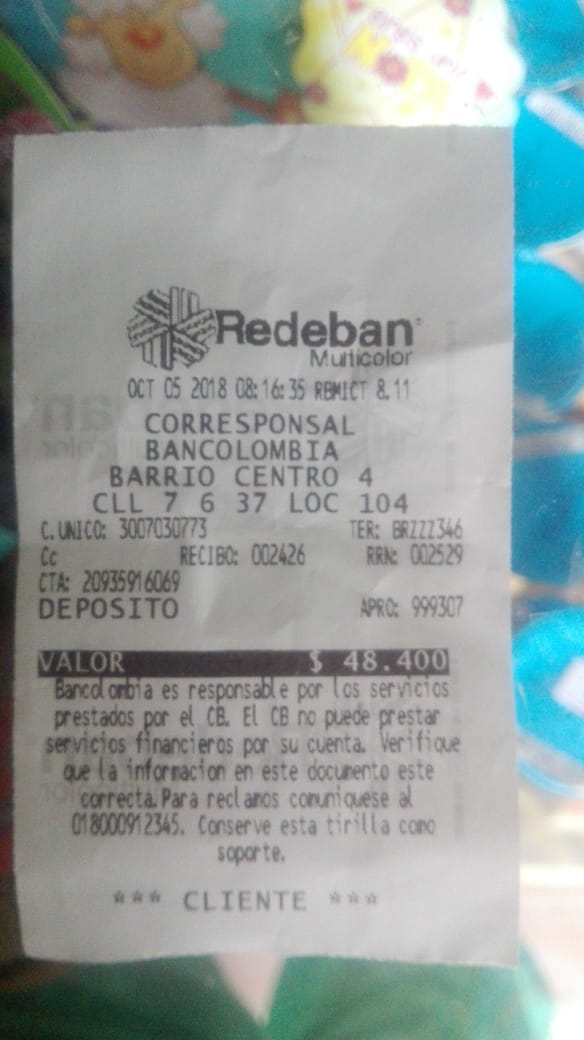 Redeban
Multicolor
OCT 05 2018 08:16:35 RBMICT 8.11
CORRESPONSAL
BANCOLOMBIA
BARRIO CENTRO 4
CLL 7 6 37 LOC 104
C.UNICO: 3007030773 TER: BRZZZ346
Cc RECIBO: 002426 RRN: 002529
CTA: 20935916069
DEPOSITO APRO: 999307
VALOR $ 48.400
Bancolombia es responsable por los servicios
prestados por el CB. El CB no puede prestar
servicios financieros por su cuenta. Verifique
que la informacion en este documento este
correcta.Para reclamos comuniquese al
018000912345. Conserve esta tirilla como
soporte.
*** CLIENTE ***